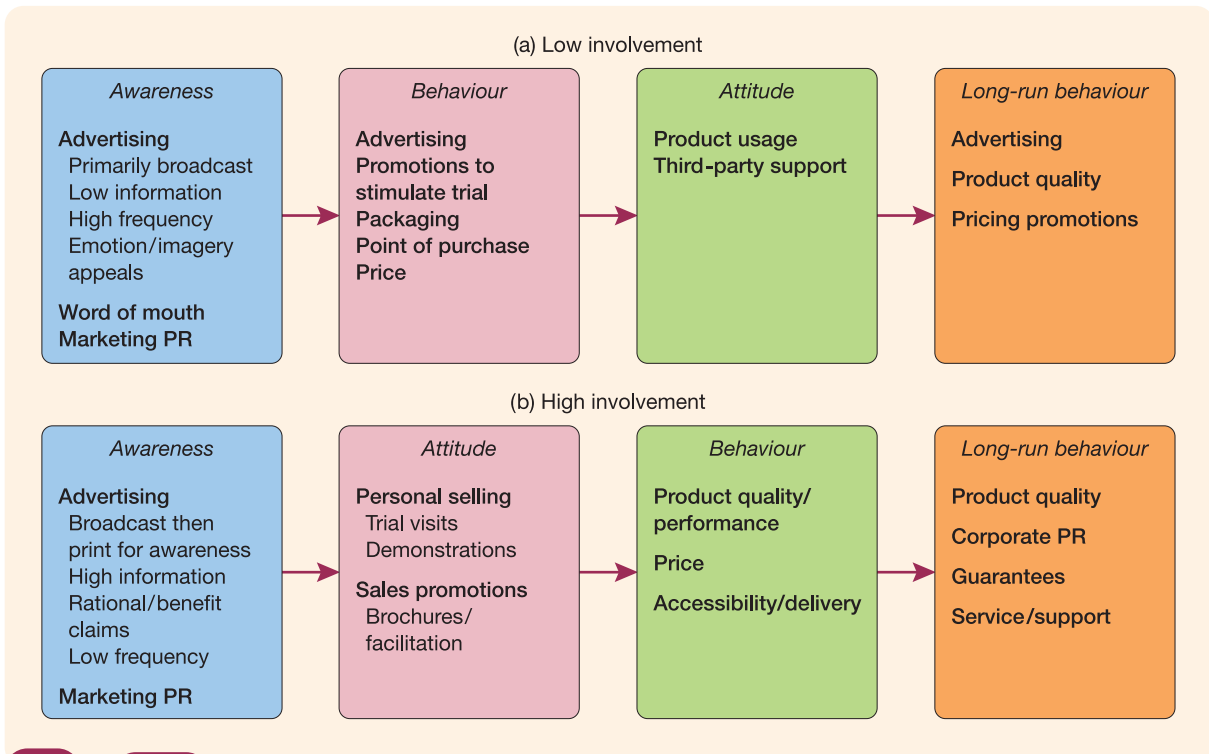 (a) Low involvement
Awareness
Advertising
Primarily broadcast
Low information
High frequency
Emotion/imagery
appeals
Word of mouth
Marketing PR
Behaviour
Advertising
Promotions to
stimulate trial
Packaging
Point of purchase
Price
Attitude
Product usage
Third-party support
Long-run behaviour
Advertising
Product quality
Pricing promotions
(b) High involvement
Awareness
Advertising
Broadcast then
print for awareness
High information
Rational/benefit
claims
Low frequency
Marketing PR
Attitude
Personal selling
Trial visits
Demonstrations
Sales promotions
Brochures/
facilitation
Behaviour
Product quality/
performance
Price
Accessibility/delivery
Long-run behaviour
Product quality
Corporate PR
Guarantees
Service/support